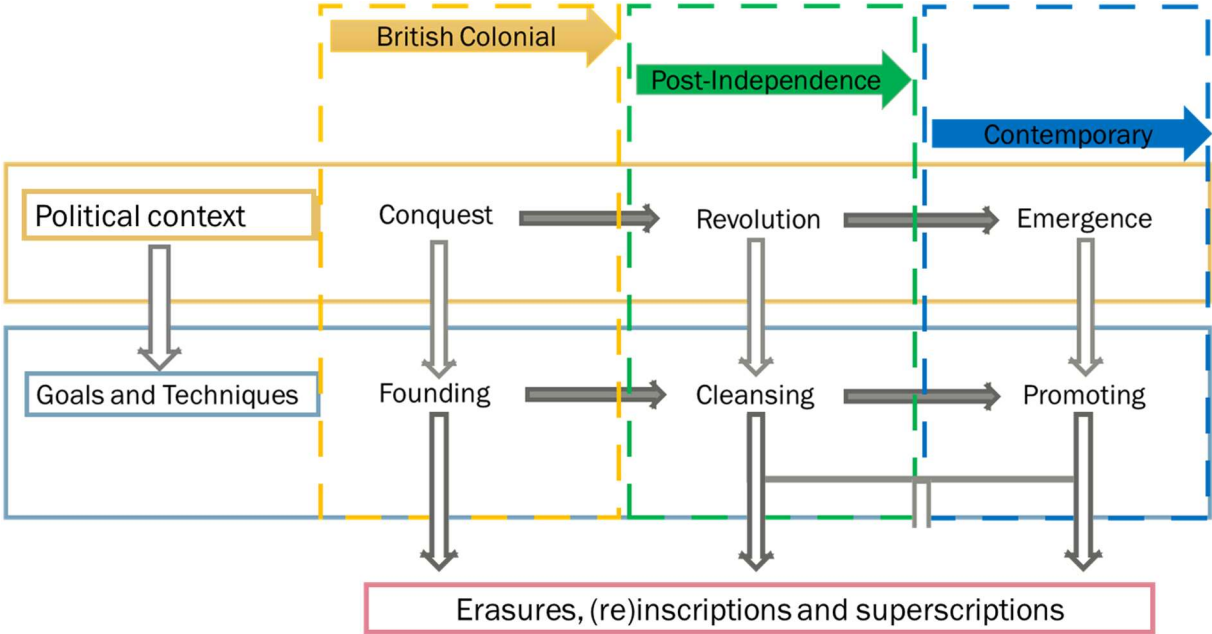 British Colonial
Post-Independence
Contemporary
Political context
Conquest
Revolution
Emergence
Goals and Techniques
Founding
Cleansing
Promoting
Erasures, (re)inscriptions and superscriptions